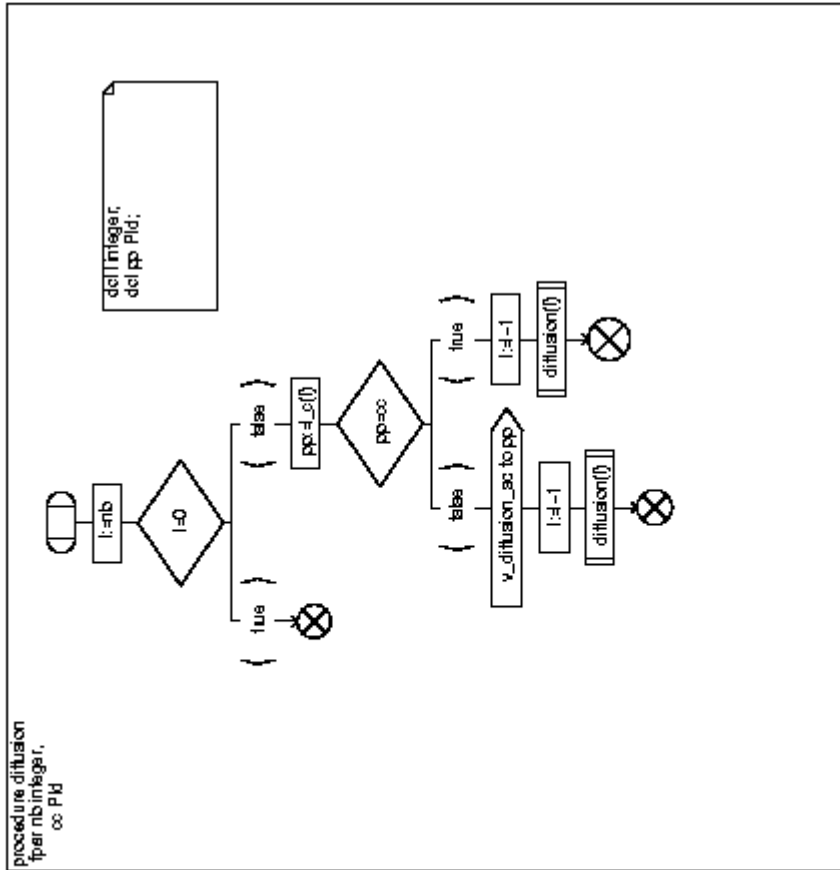 procedure diffusion
fpar nb integer,
cc PId
dcl i integer,
dcl pp PId;
i:=nb
i=0
( true )
( false )
pp:=l_c(i)
pp=cc
( false )
( true )
v_diffusion_sc to pp
i:=i-1
i:=i-1
diffusion(i)
diffusion(i)